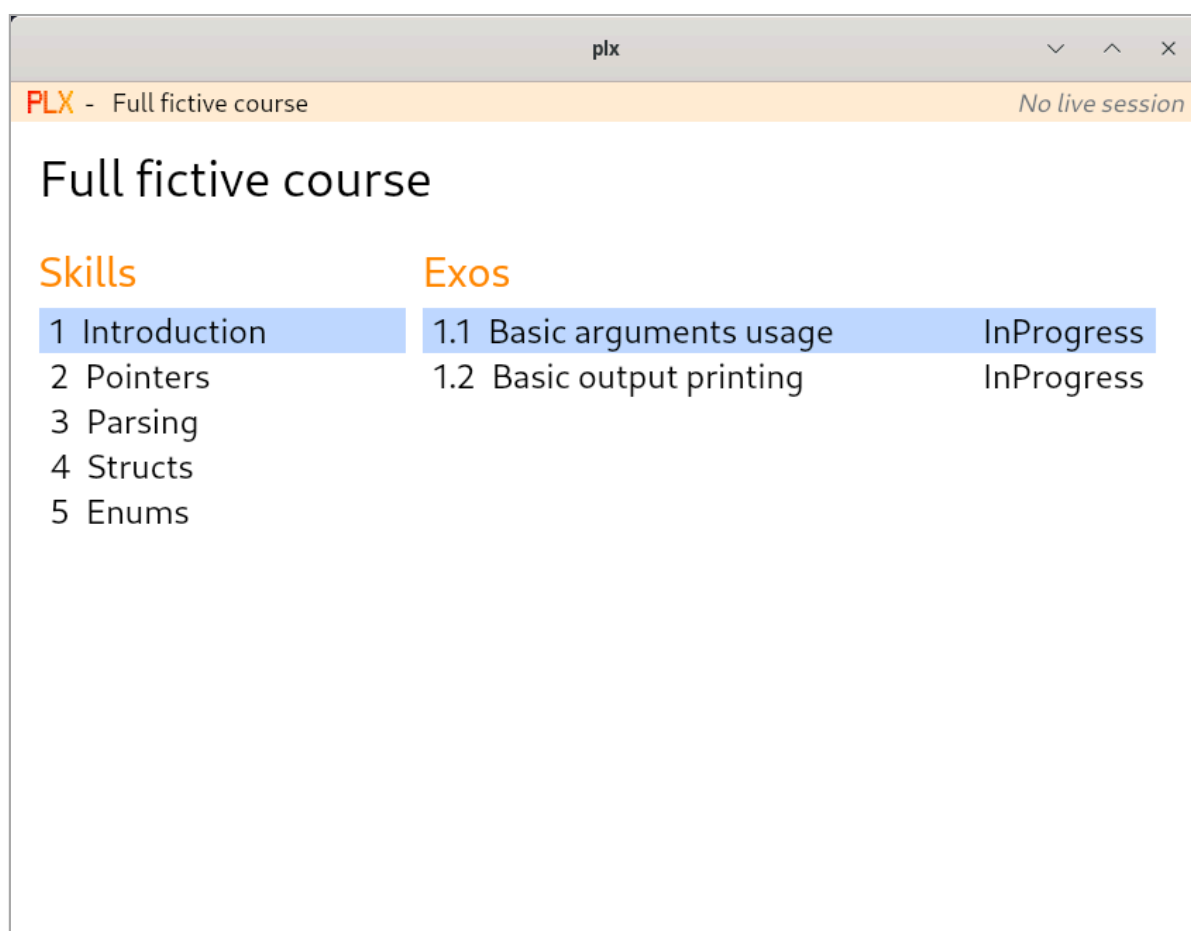 plx
PLX - Full fictive course No live session
Full fictive course
Skills
1 Introduction
2 Pointers
3 Parsing
4 Structs
5 Enums
Exos
1.1 Basic arguments usage InProgress
1.2 Basic output printing InProgress